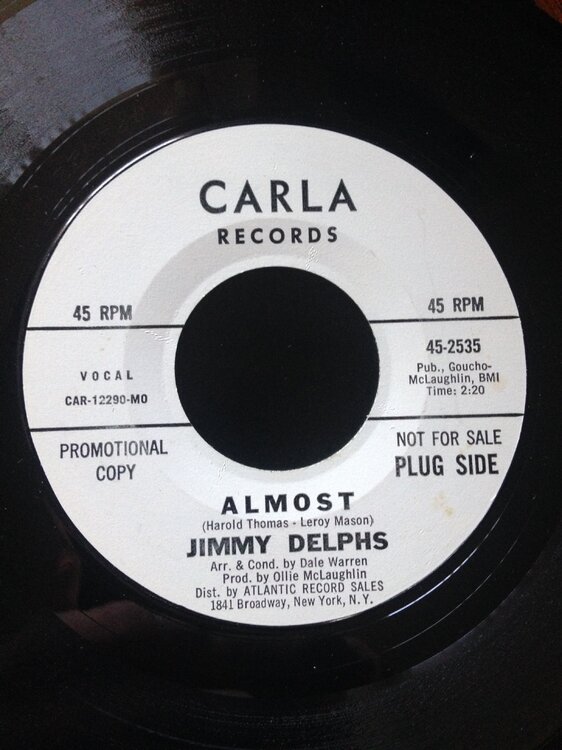 CARLA
RECORDS
45 RPM
45 RPM
VOCAL
CAR-12290-MO
45-2535
Pub., Goucho-
McLaughlin, BMI
Time: 2:20
PROMOTIONAL
COPY
NOT FOR SALE
PLUG SIDE
ALMOST
(Harold Thomas - Leroy Mason)
JIMMY DELPHS
Arr. & Cond. by Dale Warren
Prod. by Ollie McLaughlin
Dist. by ATLANTIC RECORD SALES
1841 Broadway, New York, N.Y.